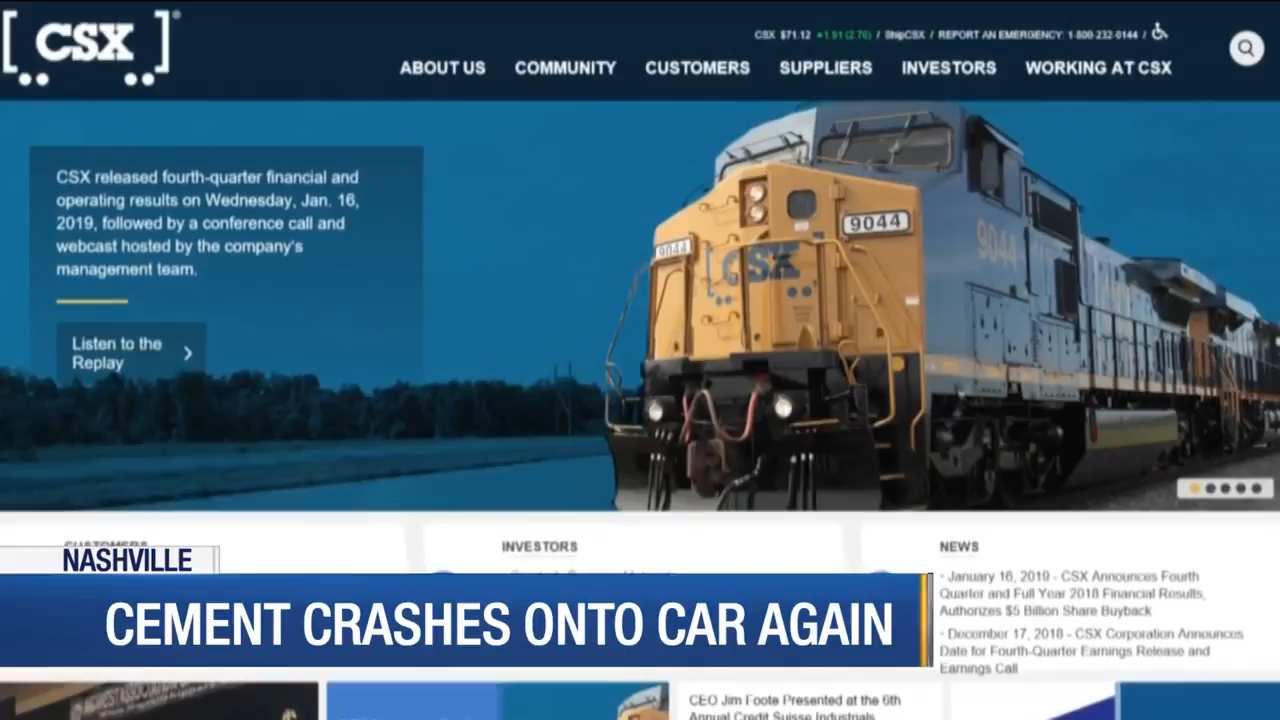 CSX
CSX $71.12 +1.91 (2.76) / ShipCSX / REPORT AN EMERGENCY: 1-800-232-0144 /
ABOUT US COMMUNITY CUSTOMERS SUPPLIERS INVESTORS WORKING AT CSX
CSX released fourth-quarter financial and
operating results on Wednesday, Jan. 16,
2019, followed by a conference call and
webcast hosted by the company's
management team.
Listen to the
Replay
9044
9044
9044
CSX
CUSTOMERS
INVESTORS
NEWS
· January 16, 2019 - CSX Announces Fourth
Quarter and Full Year 2018 Financial Results,
Authorizes $5 Billion Share Buyback
· December 17, 2018 - CSX Corporation Announces
Date for Fourth-Quarter Earnings Release and
Earnings Call
NASHVILLE
CEMENT CRASHES ONTO CAR AGAIN
CEO Jim Foote Presented at the 6th
Annual Credit Suisse Industrials